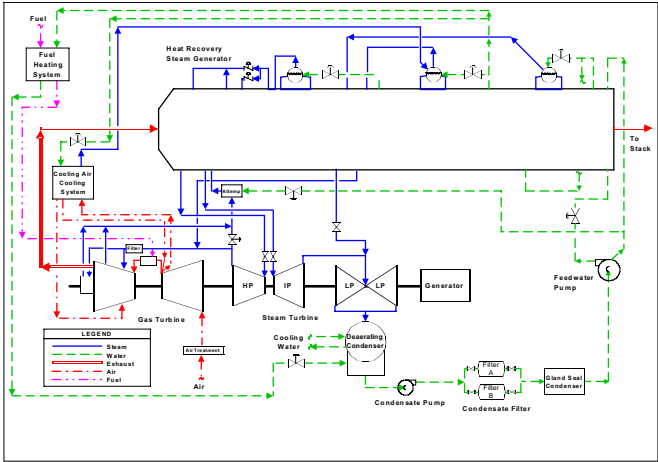 Fuel
Fuel
Heating
System
Heat Recovery
Steam Generator
To
Stack
Cooling Air
Cooling
System
Attemp
Filter
HP
IP
LP
LP
Generator
Feedwater
Pump
Gas Turbine
Steam Turbine
LEGEND
Steam
Water
Exhaust
Air
Fuel
Air Treatment
Air
Cooling
Water
Deaerating
Condenser
Condensate Pump
Filter
A
Filter
B
Condensate Filter
Gland Seal
Condenser